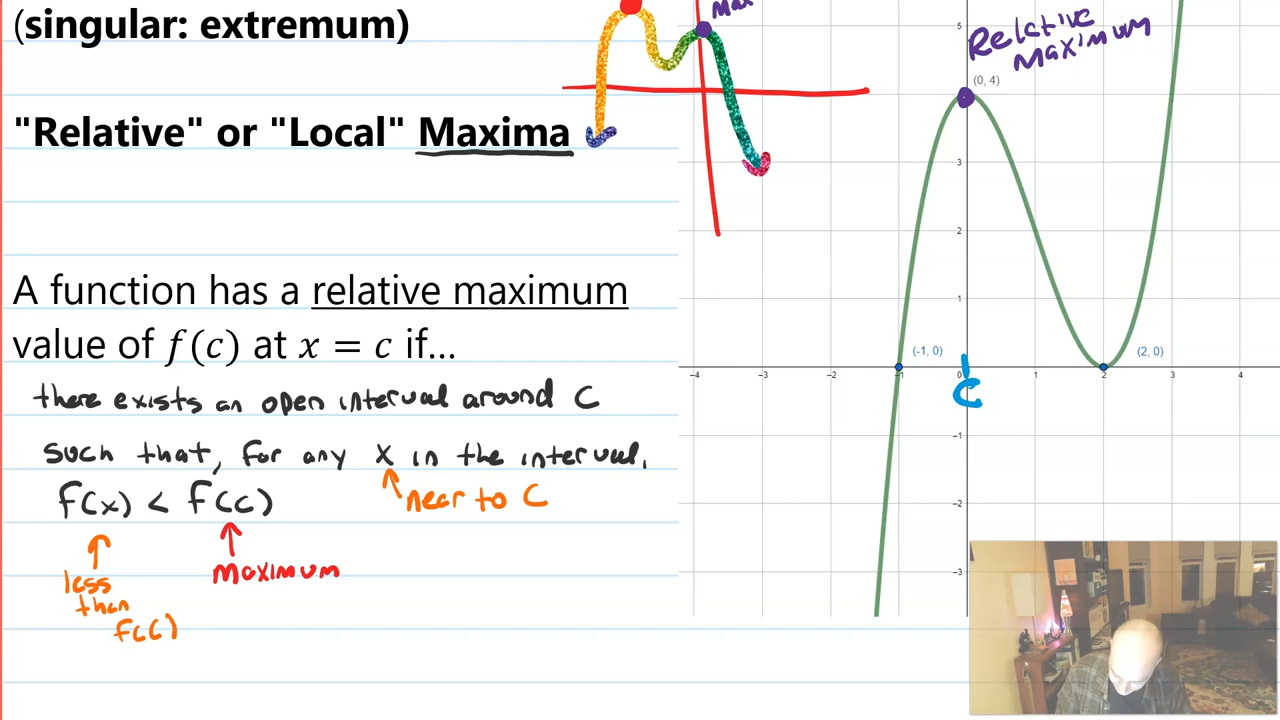 (singular: extremum)
"Relative" or "Local" Maxima
A function has a relative maximum
value of f(c) at x = c if...
there exists an open interval around C
such that, for any x in the interval,
f(x) < f(c)
near to C
less
than
f(c)
maximum
Max
Relative
Maximum
(0, 4)
(-1, 0)
(2, 0)
C
5
3
2
1
0
-4
-3
-2
-1
1
2
3
4
-1
-2
-3